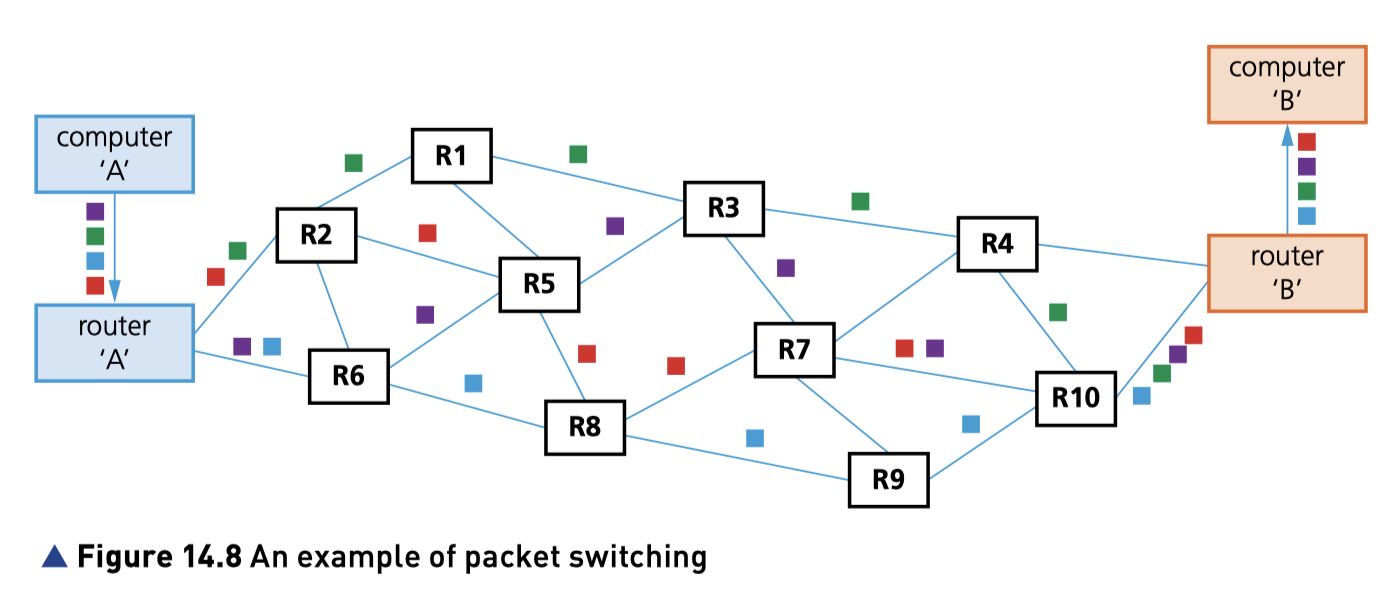 computer
'A'
router
'A'
R1
R2
R3
R4
R5
R6
R7
R8
R9
R10
computer
'B'
router
'B'
▲ Figure 14.8 An example of packet switching